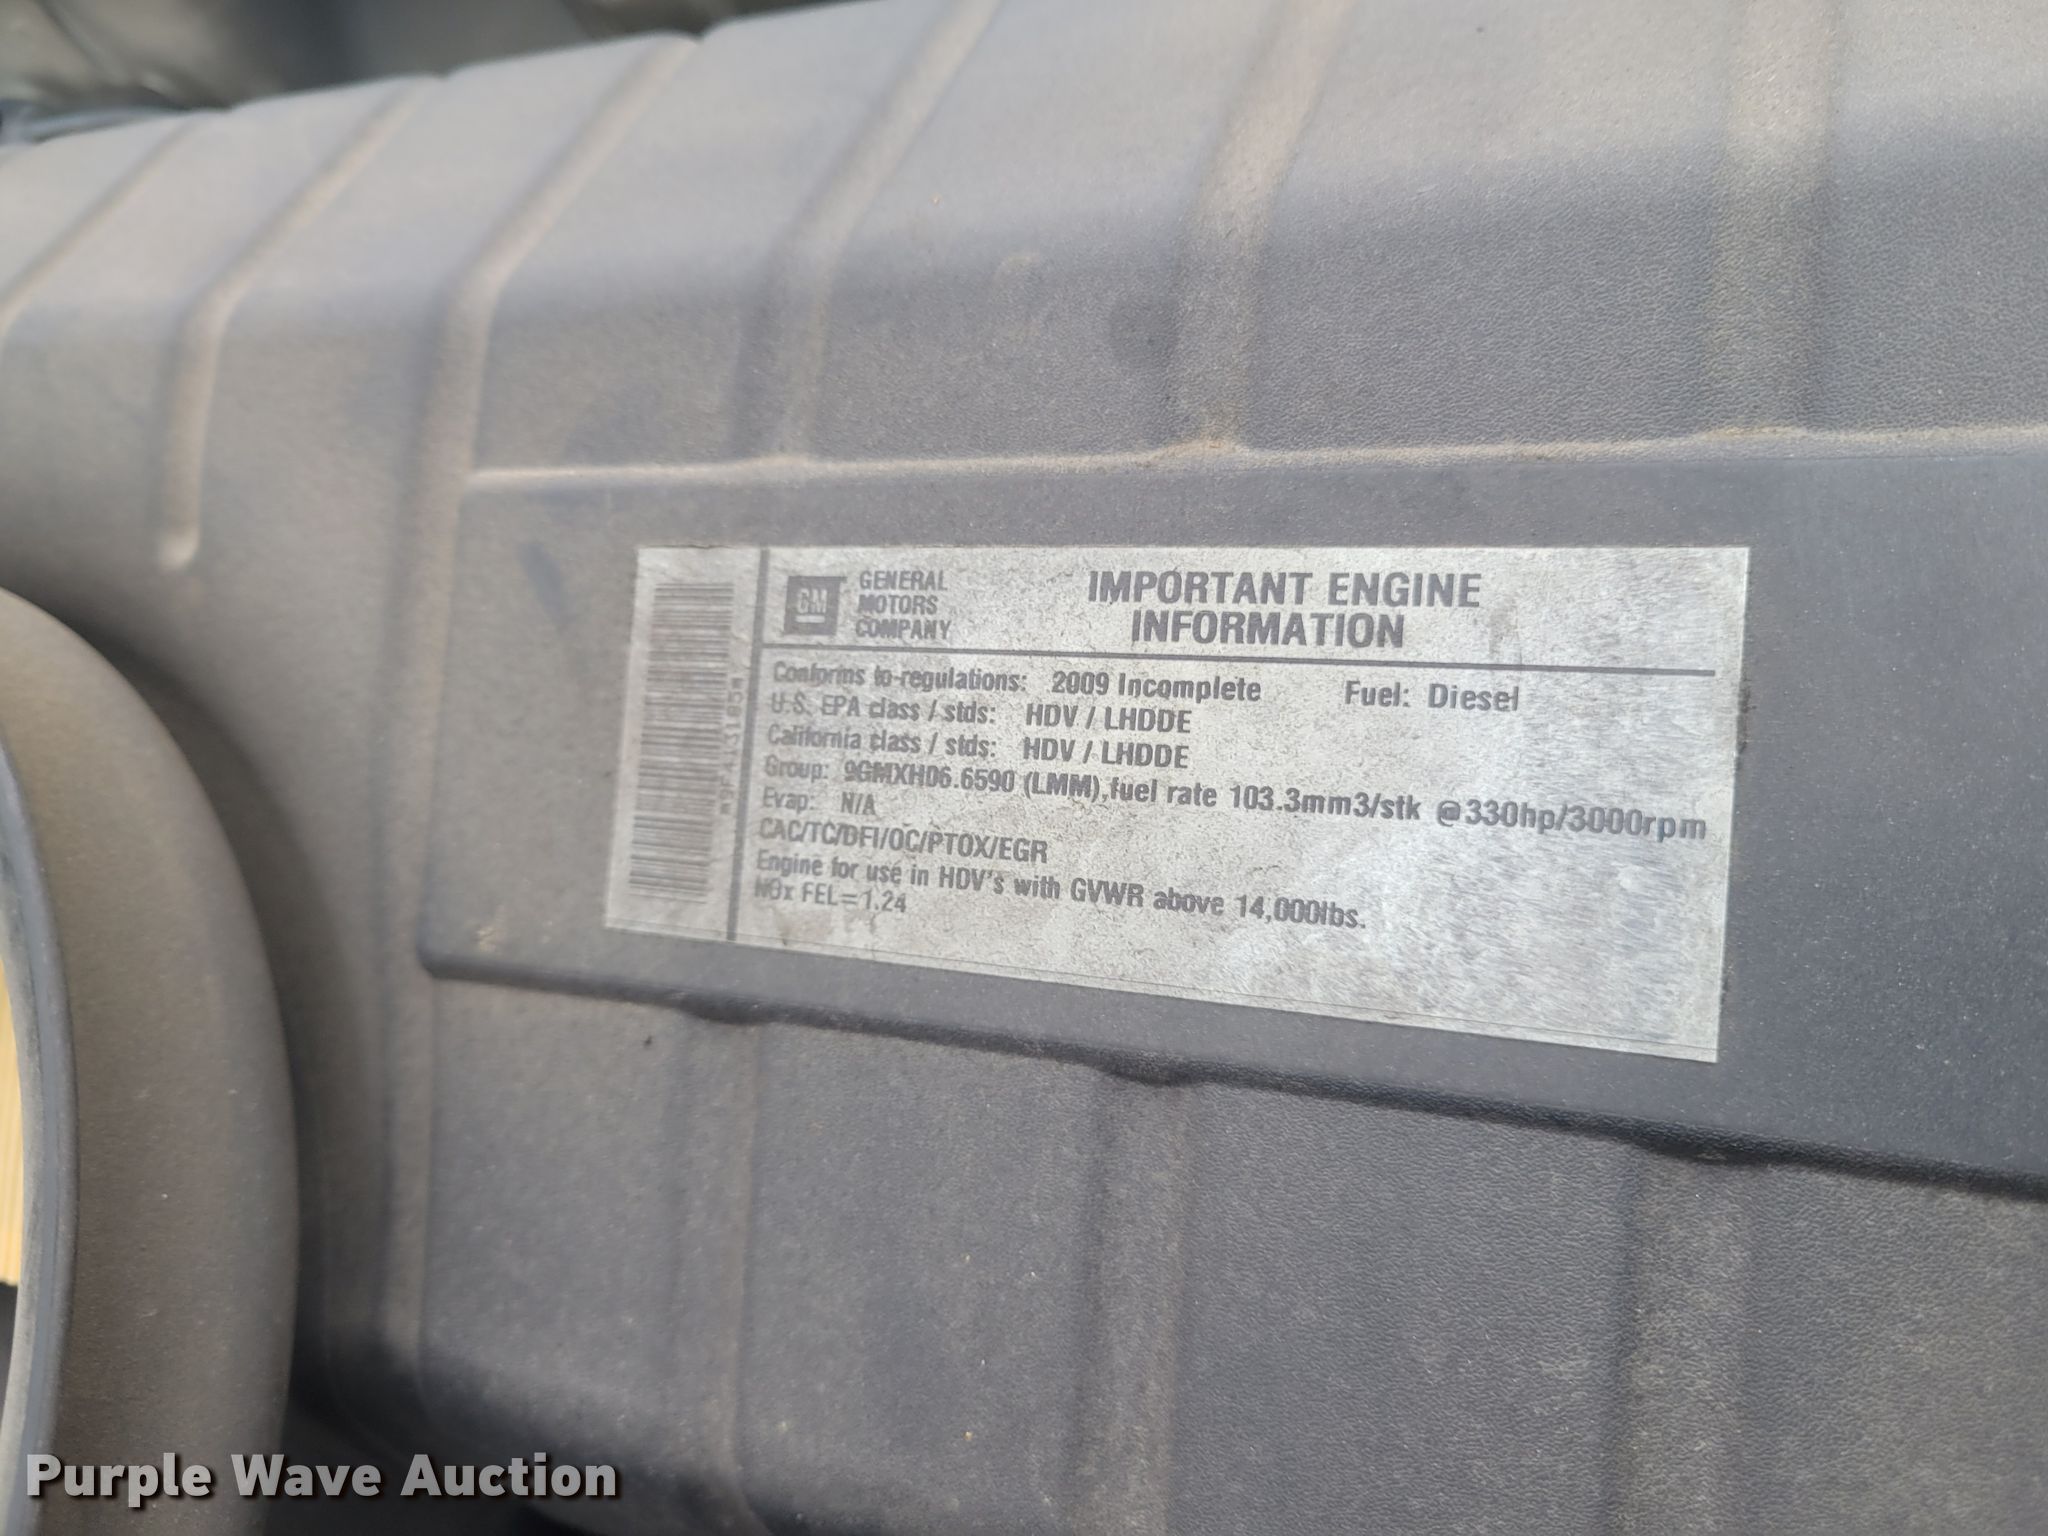 GM
GENERAL
MOTORS
COMPANY
IMPORTANT ENGINE
INFORMATION
Conforms to regulations: 2009 Incomplete Fuel: Diesel
U.S. EPA class / stds: HDV / LHDDE
California class / stds: HDV / LHDDE
Group: 9GMXH06.6590 (LMM),fuel rate 103.3mm3/stk @330hp/3000rpm
Evap: N/A
CAC/TC/DFI/OC/PTOX/EGR
Engine for use in HDV's with GVWR above 14,000lbs.
NOx FEL=1.24
Purple Wave Auction